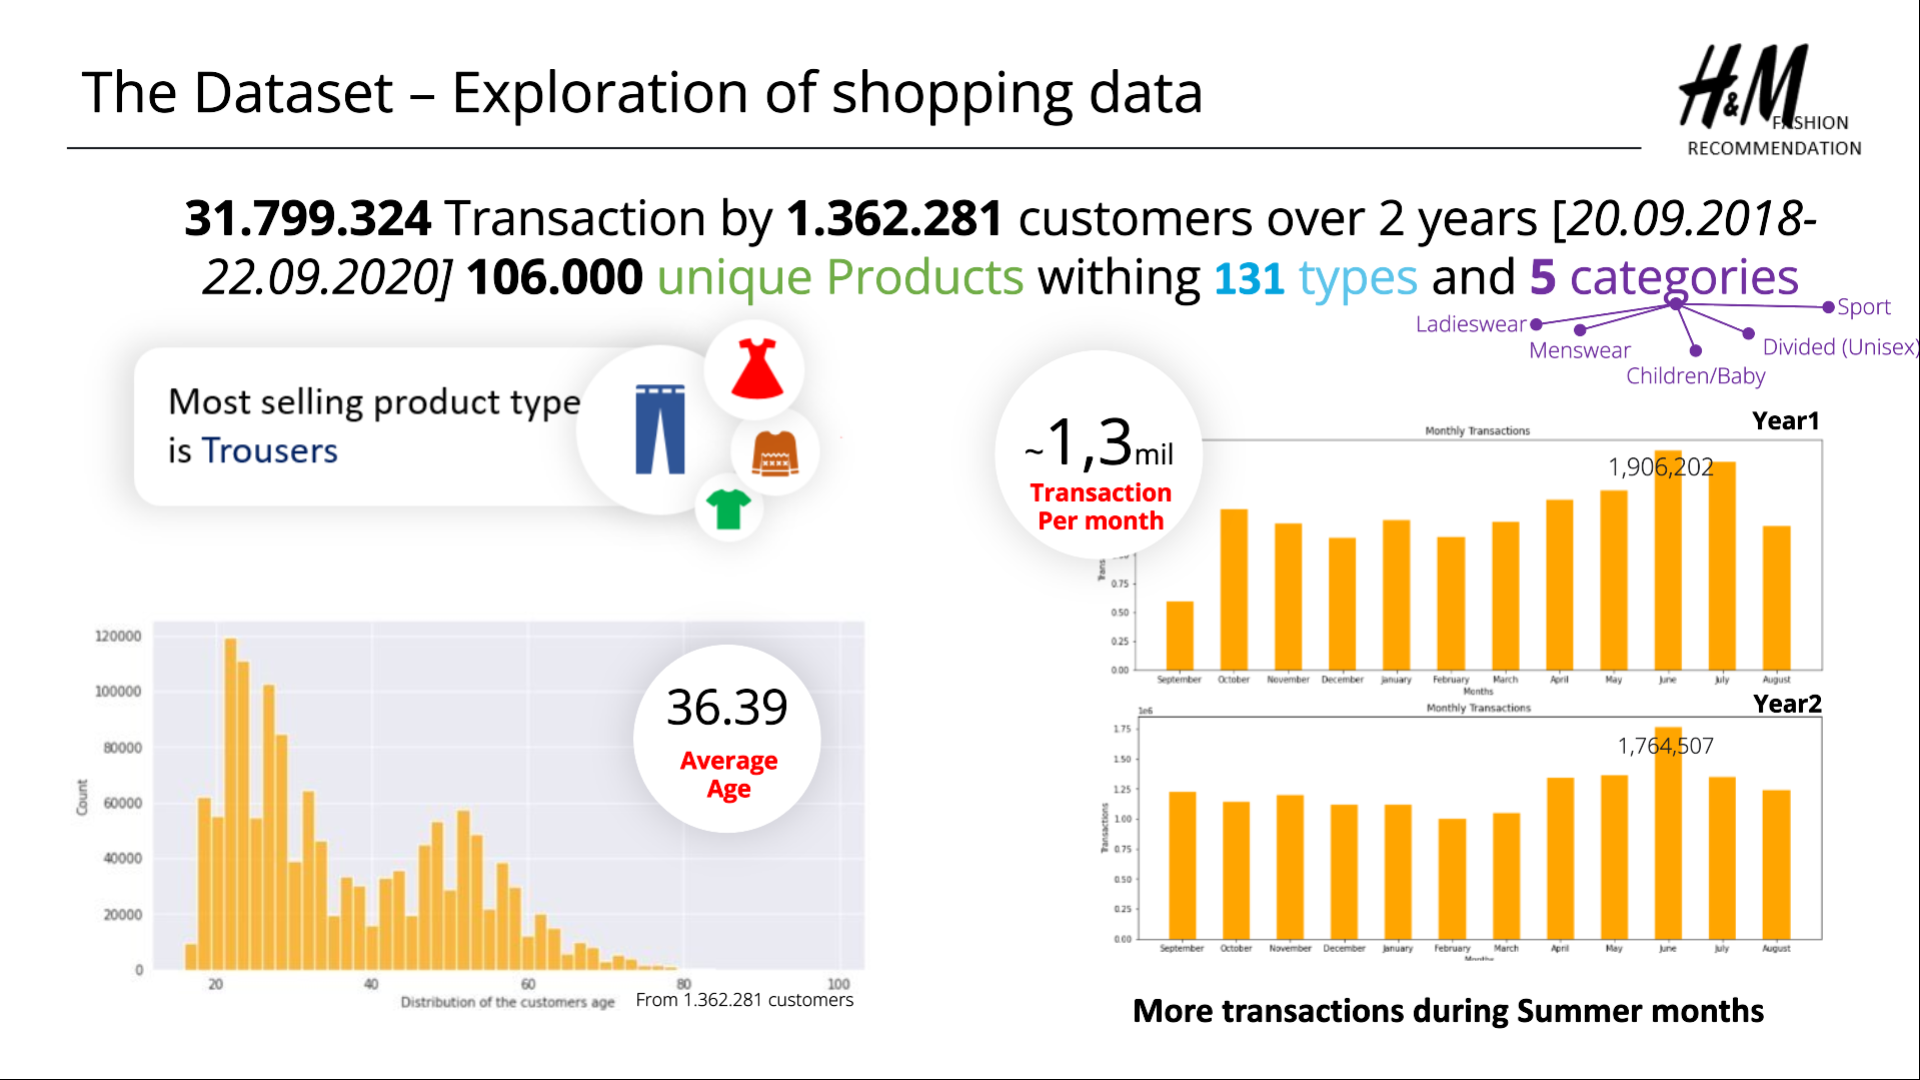 The Dataset – Exploration of shopping data
H&M
FASHION
RECOMMENDATION
31.799.324 Transaction by 1.362.281 customers over 2 years [20.09.2018-
22.09.2020] 106.000 unique Products withing 131 types and 5 categories
Sport
Ladieswear
Menswear
Divided (Unisex)
Children/Baby
Most selling product type
is Trousers
~1,3mil
Transaction
Per month
Year1
Monthly Transactions
1,906,202
0.75
0.50
0.25
0.00
September October November December January February March April May June July August
Months
Year2
1e6
Monthly Transactions
1,764,507
1.75
1.50
1.25
1.00
0.75
0.50
0.25
0.00
Transactions
September October November December January February March April May June July August
Months
More transactions during Summer months
120000
100000
80000
60000
40000
20000
0
Count
36.39
Average
Age
20 40 60 80 100
Distribution of the customers age
From 1.362.281 customers